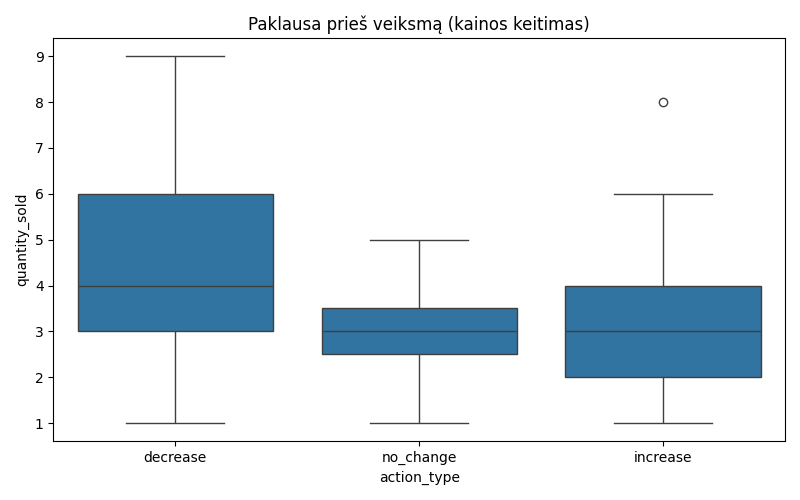 Paklausa prieš veiksmą (kainos keitimas)
9
8
7
6
5
4
3
2
1
quantity_sold
decrease no_change increase
action_type